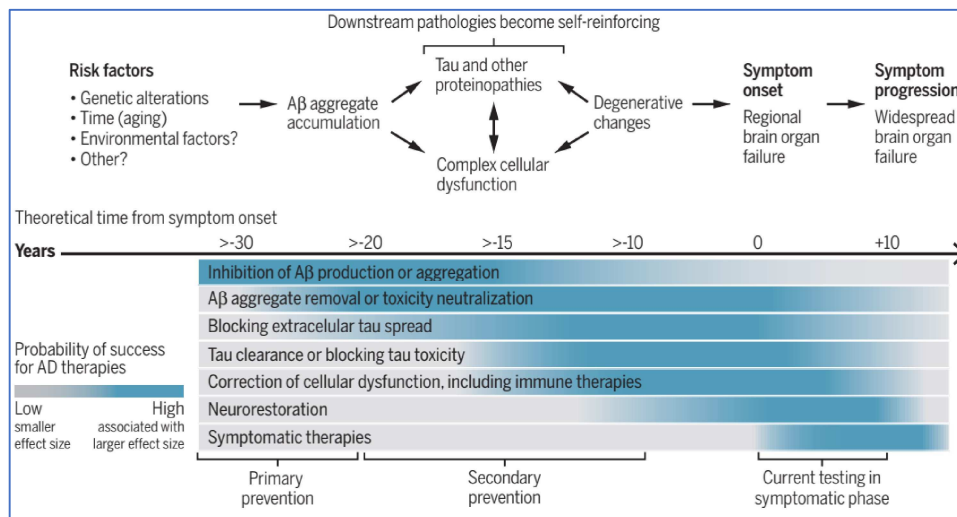 Downstream pathologies become self-reinforcing
Risk factors
• Genetic alterations
• Time (aging)
• Environmental factors?
• Other?
Aβ aggregate
accumulation
Tau and other
proteinopathies
Complex cellular
dysfunction
Degenerative
changes
Symptom
onset
Regional
brain organ
failure
Symptom
progression
Widespread
brain organ
failure
Theoretical time from symptom onset
Years >-30 >-20 >-15 >-10 0 +10
Inhibition of Aβ production or aggregation
Aβ aggregate removal or toxicity neutralization
Blocking extracelular tau spread
Tau clearance or blocking tau toxicity
Correction of cellular dysfunction, including immune therapies
Neurorestoration
Symptomatic therapies
Probability of success
for AD therapies
Low
smaller
effect size
High
associated with
larger effect size
Primary
prevention
Secondary
prevention
Current testing in
symptomatic phase